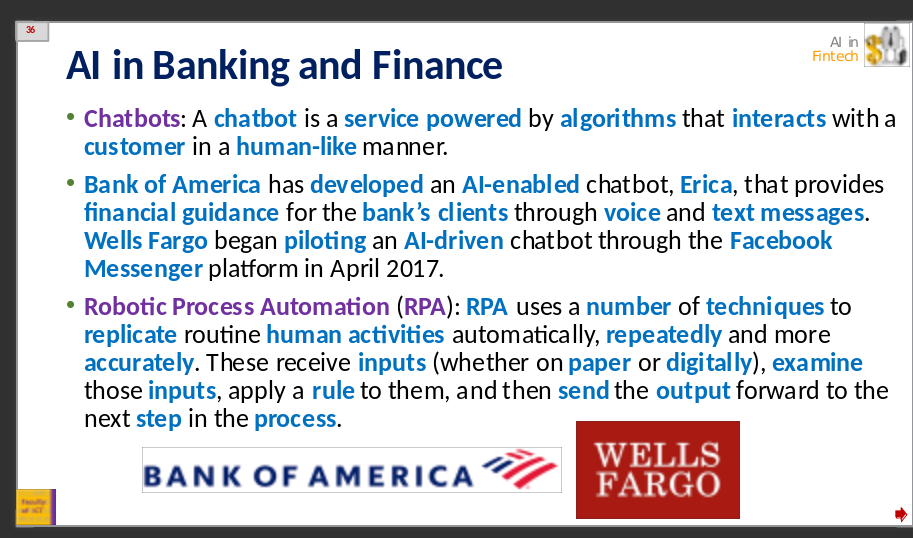 36
AI in
Fintech
AI in Banking and Finance
• Chatbots: A chatbot is a service powered by algorithms that interacts with a
customer in a human-like manner.
• Bank of America has developed an AI-enabled chatbot, Erica, that provides
financial guidance for the bank’s clients through voice and text messages.
Wells Fargo began piloting an AI-driven chatbot through the Facebook
Messenger platform in April 2017.
• Robotic Process Automation (RPA): RPA uses a number of techniques to
replicate routine human activities automatically, repeatedly and more
accurately. These receive inputs (whether on paper or digitally), examine
those inputs, apply a rule to them, and then send the output forward to the
next step in the process.
BANK OF AMERICA
WELLS
FARGO
Faculty
of ICT